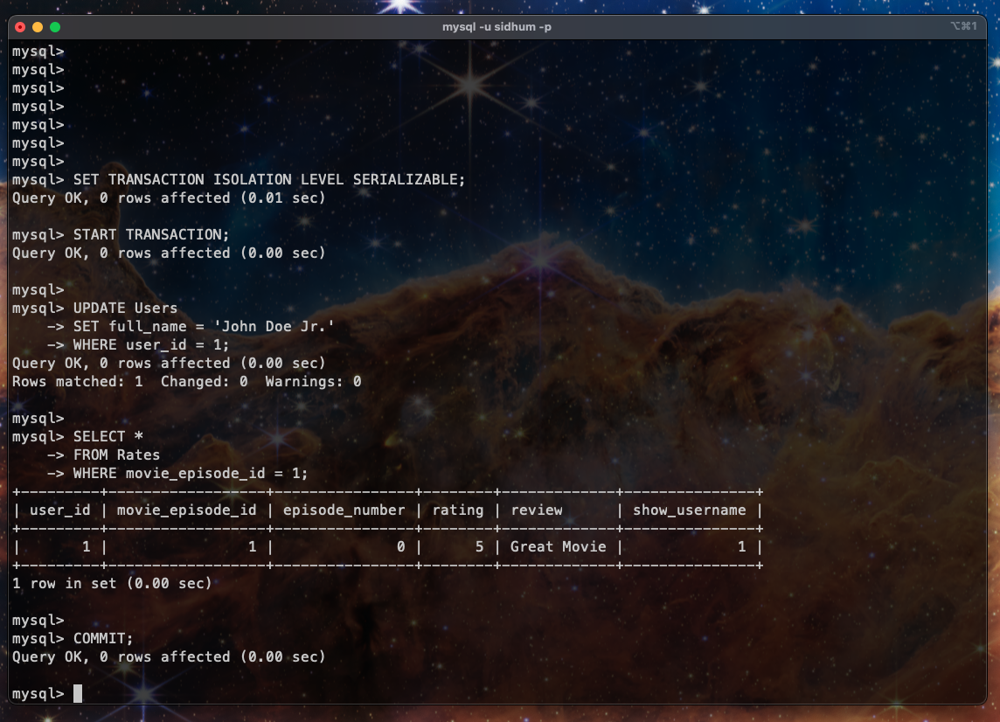 mysql -u sidhum -p
⌥⌘1
mysql>
mysql>
mysql>
mysql>
mysql>
mysql>
mysql>
mysql> SET TRANSACTION ISOLATION LEVEL SERIALIZABLE;
Query OK, 0 rows affected (0.01 sec)
mysql> START TRANSACTION;
Query OK, 0 rows affected (0.00 sec)
mysql>
mysql> UPDATE Users
    -> SET full_name = 'John Doe Jr.'
    -> WHERE user_id = 1;
Query OK, 0 rows affected (0.00 sec)
Rows matched: 1  Changed: 0  Warnings: 0
mysql>
mysql> SELECT *
    -> FROM Rates
    -> WHERE movie_episode_id = 1;
+---------+------------------+----------------+--------+--------------+---------------+
| user_id | movie_episode_id | episode_number | rating | review       | show_username |
+---------+------------------+----------------+--------+--------------+---------------+
|       1 |                1 |              0 |      5 | Great Movie |             1 |
+---------+------------------+----------------+--------+--------------+---------------+
1 row in set (0.00 sec)
mysql>
mysql> COMMIT;
Query OK, 0 rows affected (0.00 sec)
mysql>